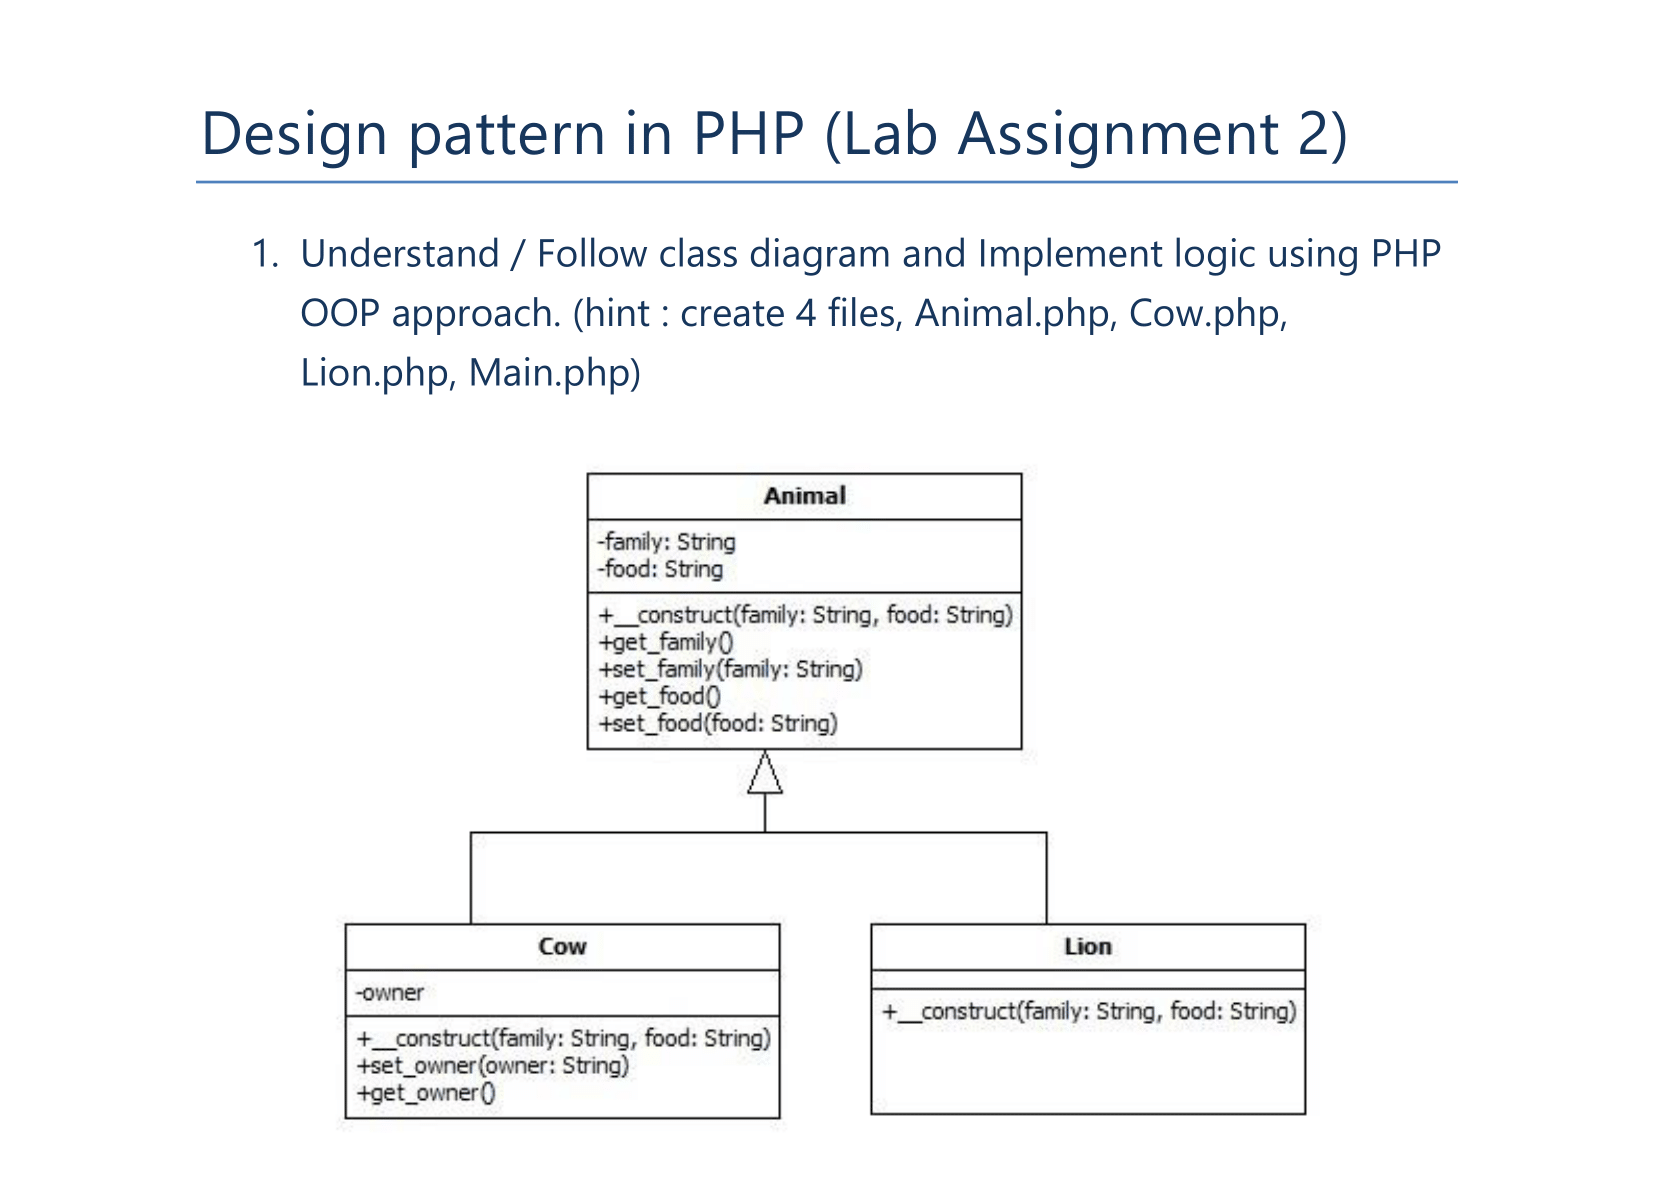 Design pattern in PHP (Lab Assignment 2)
1. Understand / Follow class diagram and Implement logic using PHP
OOP approach. (hint : create 4 files, Animal.php, Cow.php,
Lion.php, Main.php)
Animal
-family: String
-food: String
+__construct(family: String, food: String)
+get_family()
+set_family(family: String)
+get_food()
+set_food(food: String)
Cow
-owner
+__construct(family: String, food: String)
+set_owner(owner: String)
+get_owner()
Lion
+__construct(family: String, food: String)